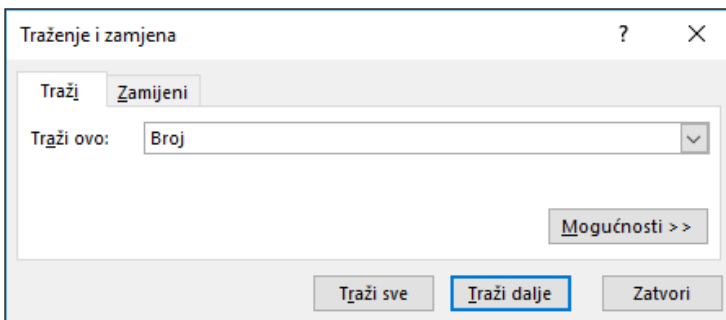 Traženje i zamjena ?
Traži Zamijeni
Traži ovo: Broj
Mogućnosti >>
Traži sve Traži dalje Zatvori